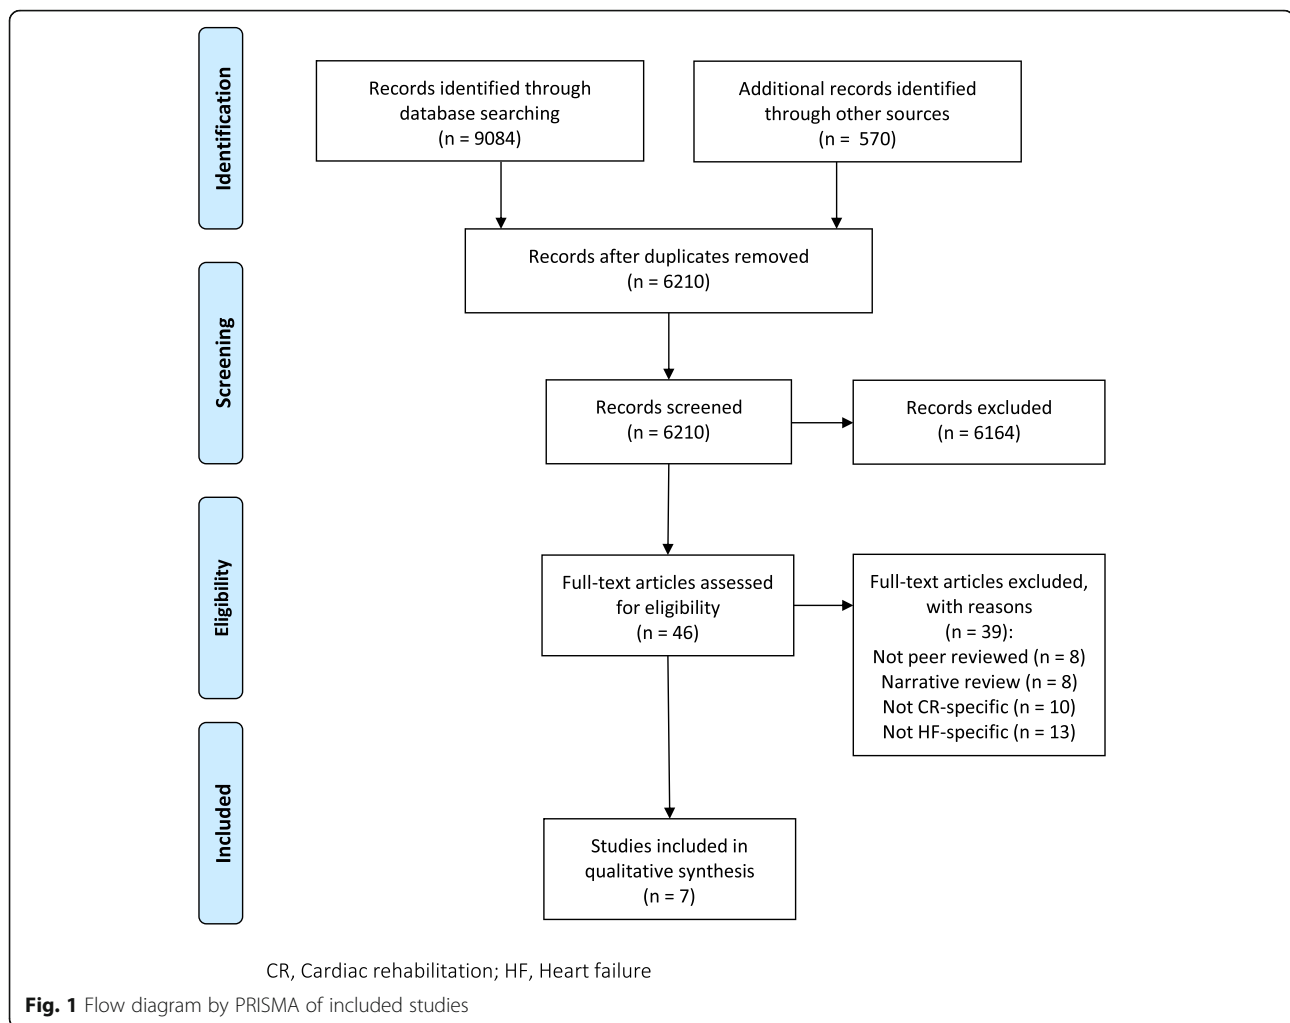 Identification
Records identified through
database searching
(n = 9084)
Additional records identified
through other sources
(n = 570)
Records after duplicates removed
(n = 6210)
Screening
Records screened
(n = 6210)
Records excluded
(n = 6164)
Eligibility
Full-text articles assessed
for eligibility
(n = 46)
Full-text articles excluded,
with reasons
(n = 39):
Not peer reviewed (n = 8)
Narrative review (n = 8)
Not CR-specific (n = 10)
Not HF-specific (n = 13)
Included
Studies included in
qualitative synthesis
(n = 7)
CR, Cardiac rehabilitation; HF, Heart failure
Fig. 1 Flow diagram by PRISMA of included studies